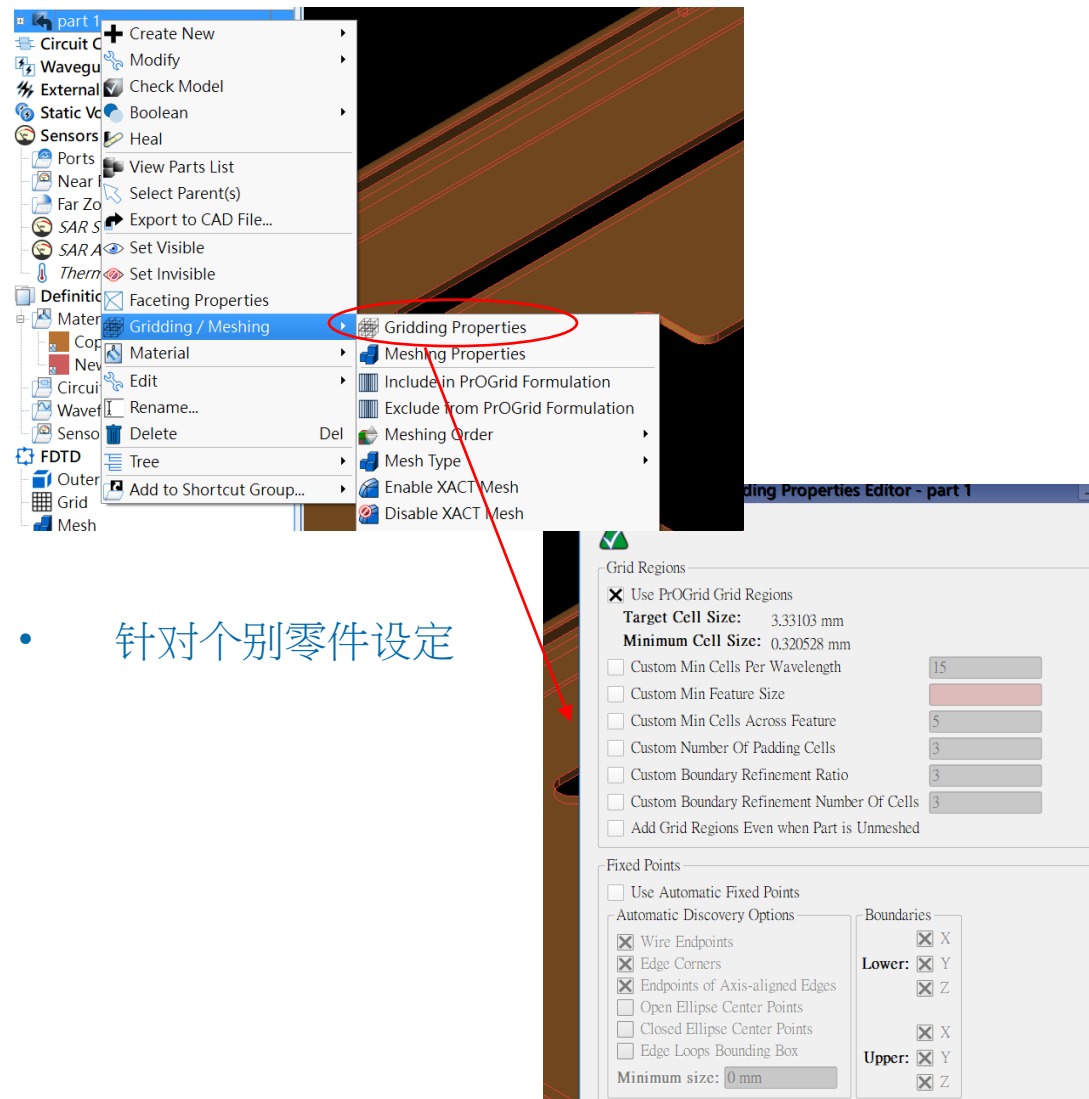 part 1
Circuit C
Wavegu
External
Static Vo
Sensors
Ports
Near F
Far Zo
SAR S
SAR A
Therm
Definitio
Mater
Cop
New
Circui
Wavef
Senso
FDTD
Outer
Grid
Mesh
Create New
Modify
Check Model
Boolean
Heal
View Parts List
Select Parent(s)
Export to CAD File...
Set Visible
Set Invisible
Faceting Properties
Gridding / Meshing
Material
Edit
Rename...
Delete Del
Tree
Add to Shortcut Group...
Gridding Properties
Meshing Properties
Include in PrOGrid Formulation
Exclude from PrOGrid Formulation
Meshing Order
Mesh Type
Enable XACT Mesh
Disable XACT Mesh
• 针对个别零件设定
ding Properties Editor - part 1
Grid Regions
Use PrOGrid Grid Regions
Target Cell Size: 3.33103 mm
Minimum Cell Size: 0.320528 mm
Custom Min Cells Per Wavelength 15
Custom Min Feature Size
Custom Min Cells Across Feature 5
Custom Number Of Padding Cells 3
Custom Boundary Refinement Ratio 3
Custom Boundary Refinement Number Of Cells 3
Add Grid Regions Even when Part is Unmeshed
Fixed Points
Use Automatic Fixed Points
Automatic Discovery Options
Wire Endpoints
Edge Corners
Endpoints of Axis-aligned Edges
Open Ellipse Center Points
Closed Ellipse Center Points
Edge Loops Bounding Box
Minimum size: 0 mm
Boundaries
X
Lower: Y
Z
X
Upper: Y
Z